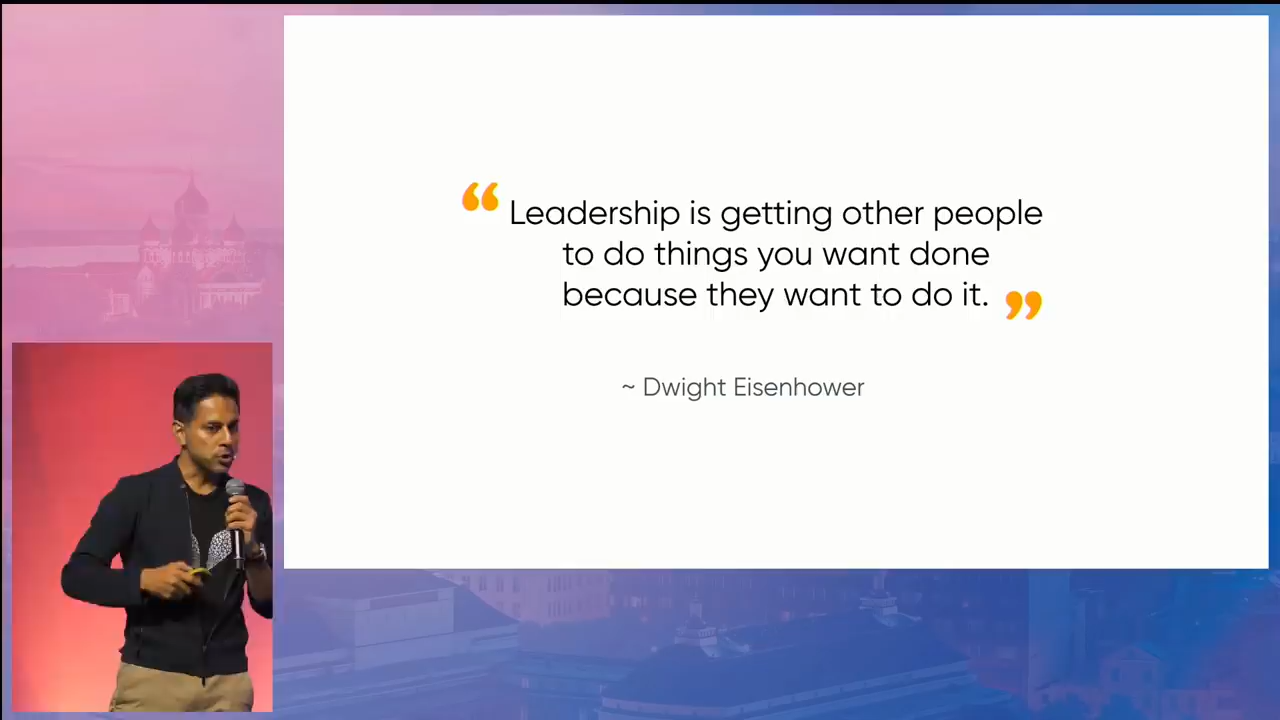 “Leadership is getting other people
to do things you want done
because they want to do it.”
~ Dwight Eisenhower